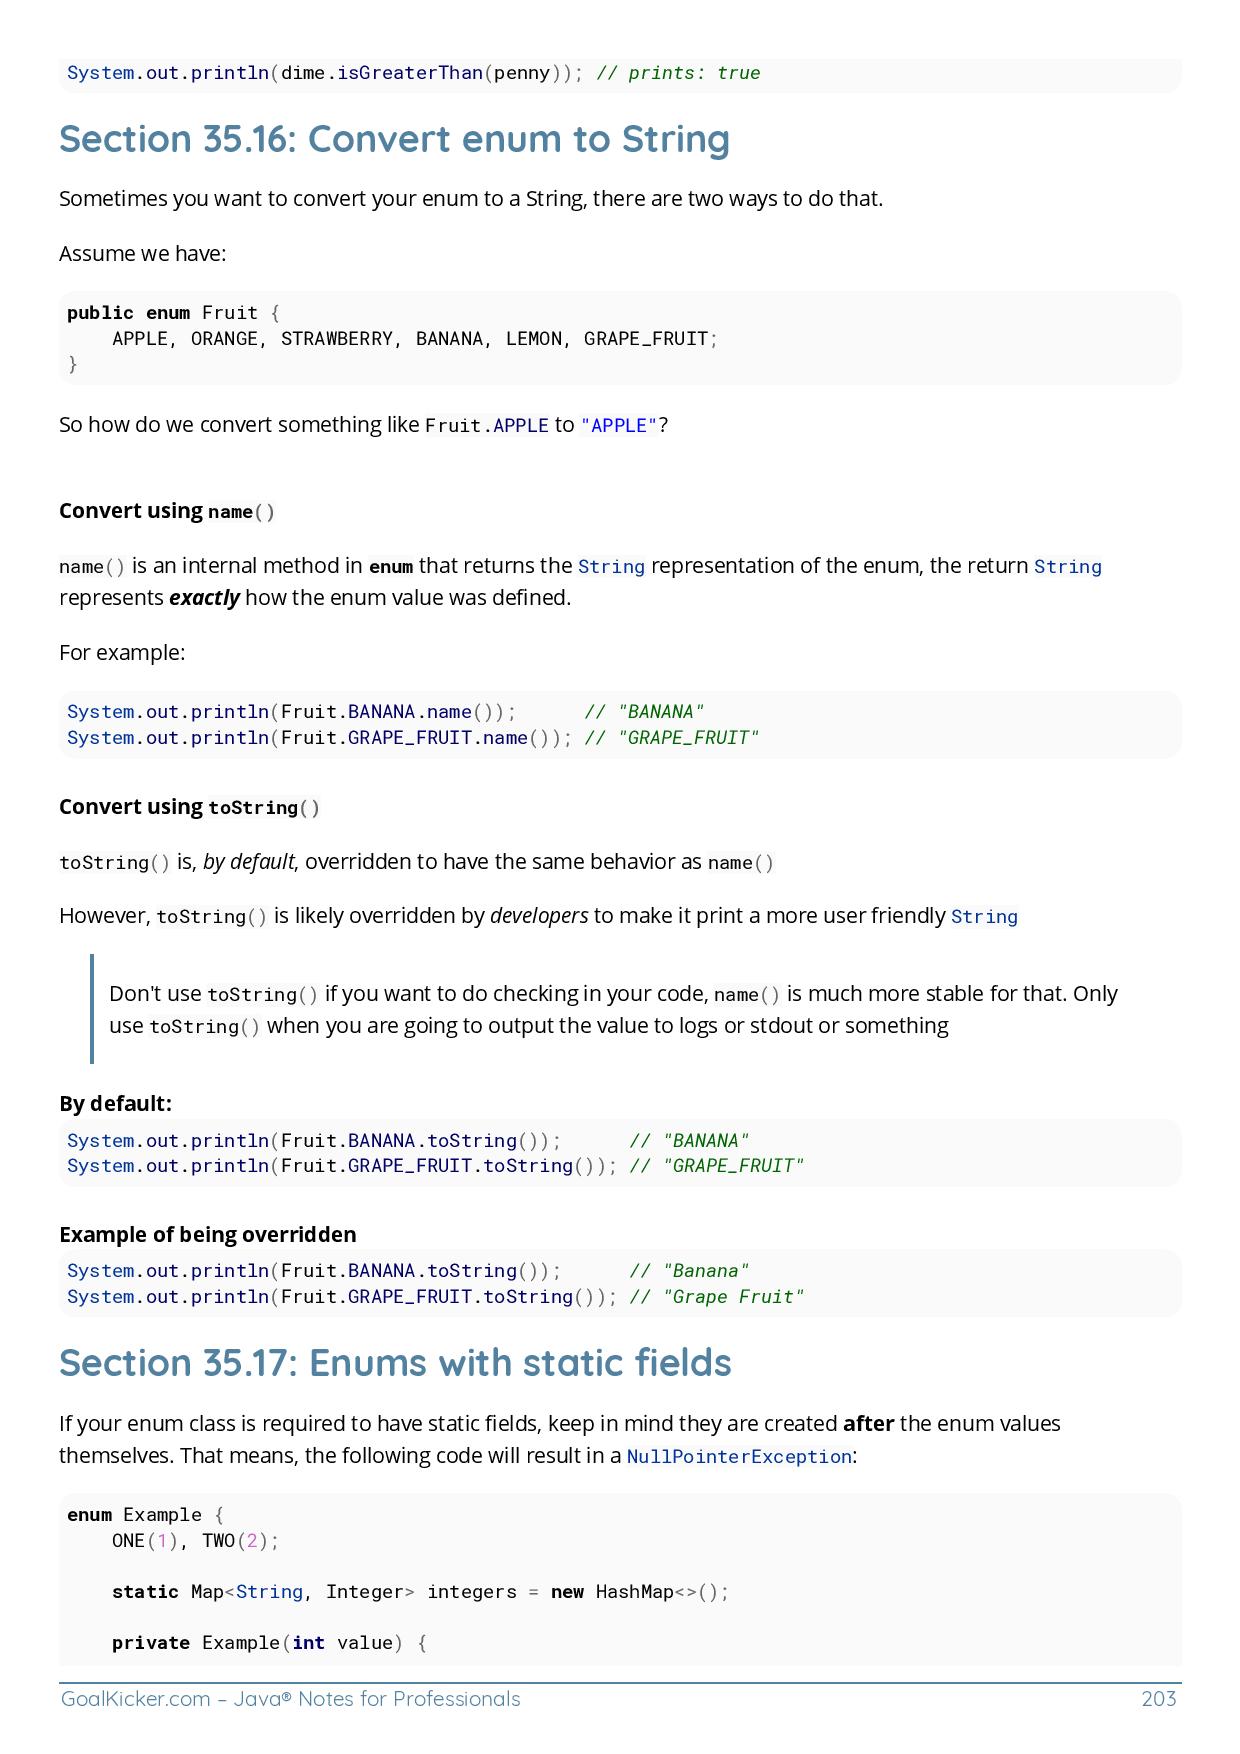 System.out.println(dime.isGreaterThan(penny)); // prints: true
Section 35.16: Convert enum to String
Sometimes you want to convert your enum to a String, there are two ways to do that.
Assume we have:
public enum Fruit {
    APPLE, ORANGE, STRAWBERRY, BANANA, LEMON, GRAPE_FRUIT;
}
So how do we convert something like Fruit.APPLE to "APPLE"?
Convert using name()
name() is an internal method in enum that returns the String representation of the enum, the return String
represents exactly how the enum value was defined.
For example:
System.out.println(Fruit.BANANA.name());      // "BANANA"
System.out.println(Fruit.GRAPE_FRUIT.name()); // "GRAPE_FRUIT"
Convert using toString()
toString() is, by default, overridden to have the same behavior as name()
However, toString() is likely overridden by developers to make it print a more user friendly String
Don't use toString() if you want to do checking in your code, name() is much more stable for that. Only
use toString() when you are going to output the value to logs or stdout or something
By default:
System.out.println(Fruit.BANANA.toString());      // "BANANA"
System.out.println(Fruit.GRAPE_FRUIT.toString()); // "GRAPE_FRUIT"
Example of being overridden
System.out.println(Fruit.BANANA.toString());      // "Banana"
System.out.println(Fruit.GRAPE_FRUIT.toString()); // "Grape Fruit"
Section 35.17: Enums with static fields
If your enum class is required to have static fields, keep in mind they are created after the enum values
themselves. That means, the following code will result in a NullPointerException:
enum Example {
    ONE(1), TWO(2);
    static Map<String, Integer> integers = new HashMap<>();
    private Example(int value) {
GoalKicker.com – Java® Notes for Professionals
203